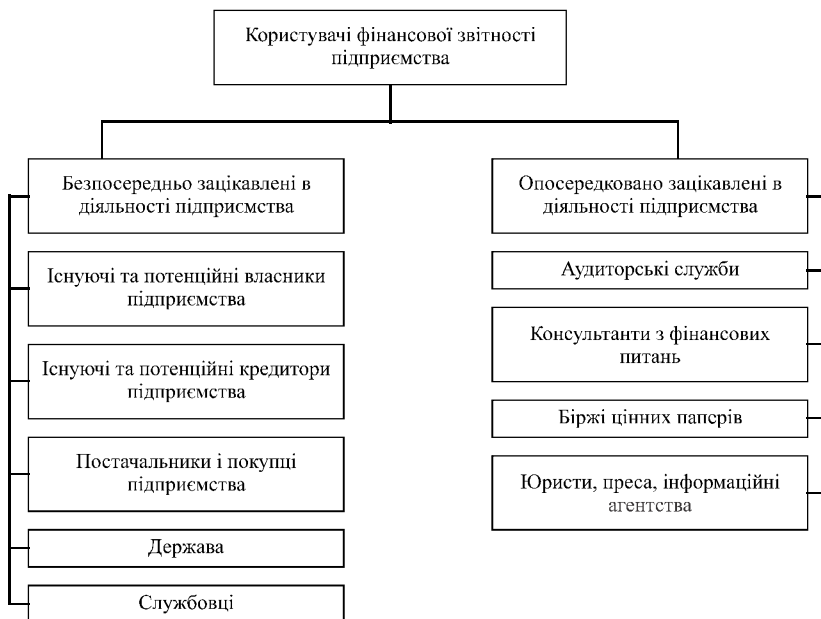 Користувачі фінансової звітності
підприємства
Безпосередньо зацікавлені в
діяльності підприємства
Існуючі та потенційні власники
підприємства
Існуючі та потенційні кредитори
підприємства
Постачальники і покупці
підприємства
Держава
Службовці
Опосередковано зацікавлені в
діяльності підприємства
Аудиторські служби
Консультанти з фінансових
питань
Біржі цінних паперів
Юристи, преса, інформаційні
агентства